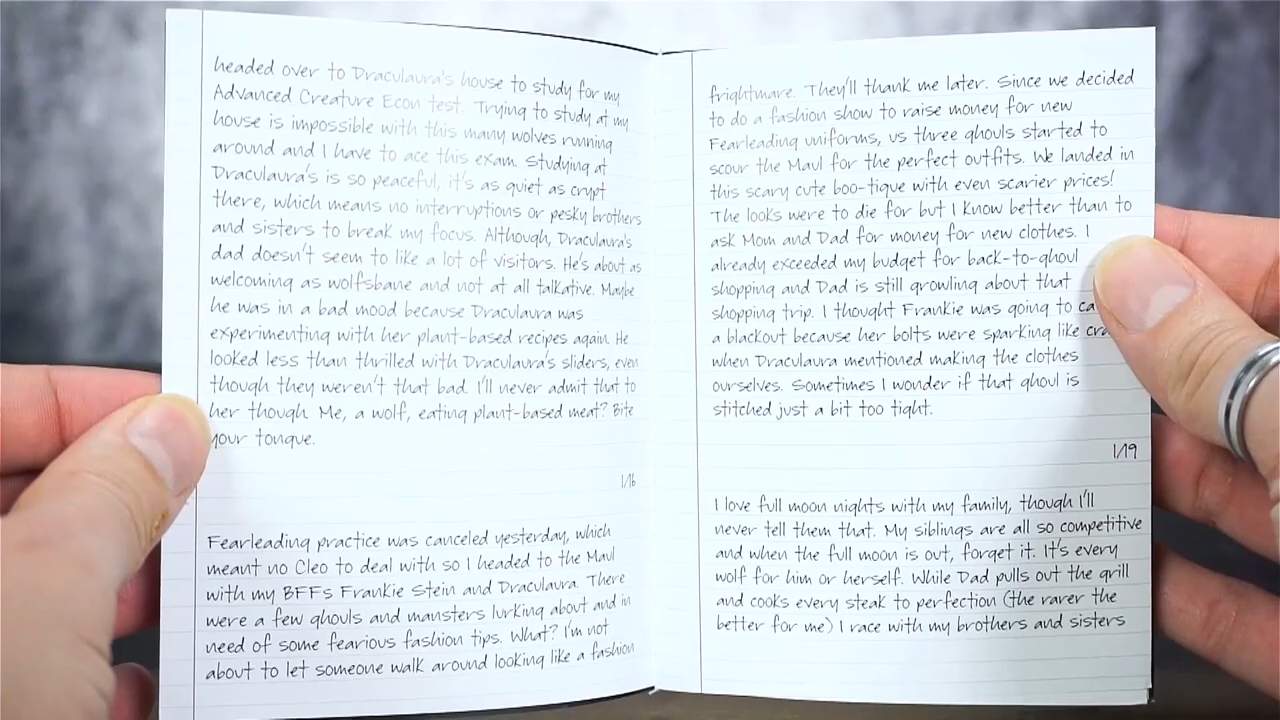 headed over to Draculaura's house to study for my
Advanced Creature Econ test. Trying to study at my
house is impossible with this many wolves running
around and I have to ace this exam. Studying at
Draculaura's is so peaceful, it's as quiet as crypt
there, which means no interruptions or pesky brothers
and sisters to break my focus. Although, Draculaura's
dad doesn't seem to like a lot of visitors. He's about as
welcoming as wolfsbane and not at all talkative. Maybe
he was in a bad mood because Draculaura was
experimenting with her plant-based recipes again. He
looked less than thrilled with Draculaura's sliders, even
though they weren't that bad. I'll never admit that to
her though. Me, a wolf, eating plant-based meat? Bite
your tongue.
1/16
Fearleading practice was canceled yesterday, which
meant no Cleo to deal with so I headed to the Maul
with my BFFs Frankie Stein and Draculaura. There
were a few ghouls and mansters lurking about and in
need of some fearious fashion tips. What? I'm not
about to let someone walk around looking like a fashion
frightmare. They'll thank me later. Since we decided
to do a fashion show to raise money for new
Fearleading uniforms, us three ghouls started to
scour the Maul for the perfect outfits. We landed in
this scary cute boo-tique with even scarier prices!
The looks were to die for but I know better than to
ask Mom and Dad for money for new clothes. I
already exceeded my budget for back-to-ghoul
shopping and Dad is still growling about that
shopping trip. I thought Frankie was going to
a blackout because her bolts were sparking like
when Draculaura mentioned making the clothes
ourselves. Sometimes I wonder if that ghoul is
stitched just a bit too tight.
1/19
I love full moon nights with my family, though I'll
never tell them that. My siblings are all so competitive
and when the full moon is out, forget it. It's every
wolf for him or herself. While Dad pulls out the grill
and cooks every steak to perfection (the rarer the
better for me) I race with my brothers and sisters